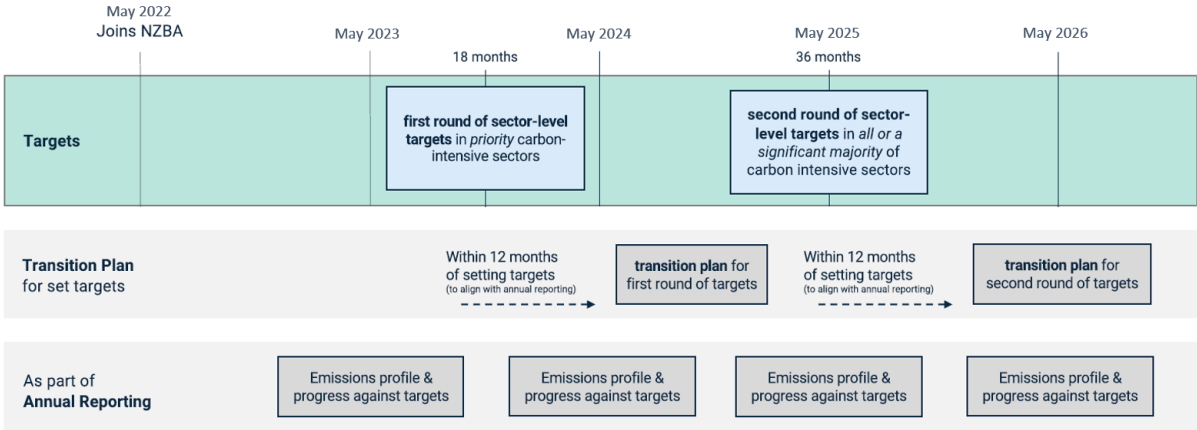 May 2022
Joins NZBA
May 2023
May 2024
May 2025
May 2026
18 months
36 months
Targets
first round of sector-level
targets in priority carbon-
intensive sectors
second round of sector-
level targets in all or a
significant majority of
carbon intensive sectors
Transition Plan
for set targets
Within 12 months
of setting targets
(to align with annual reporting)
transition plan for
first round of targets
Within 12 months
of setting targets
(to align with annual reporting)
transition plan for
second round of targets
As part of
Annual Reporting
Emissions profile &
progress against targets
Emissions profile &
progress against targets
Emissions profile &
progress against targets
Emissions profile &
progress against targets